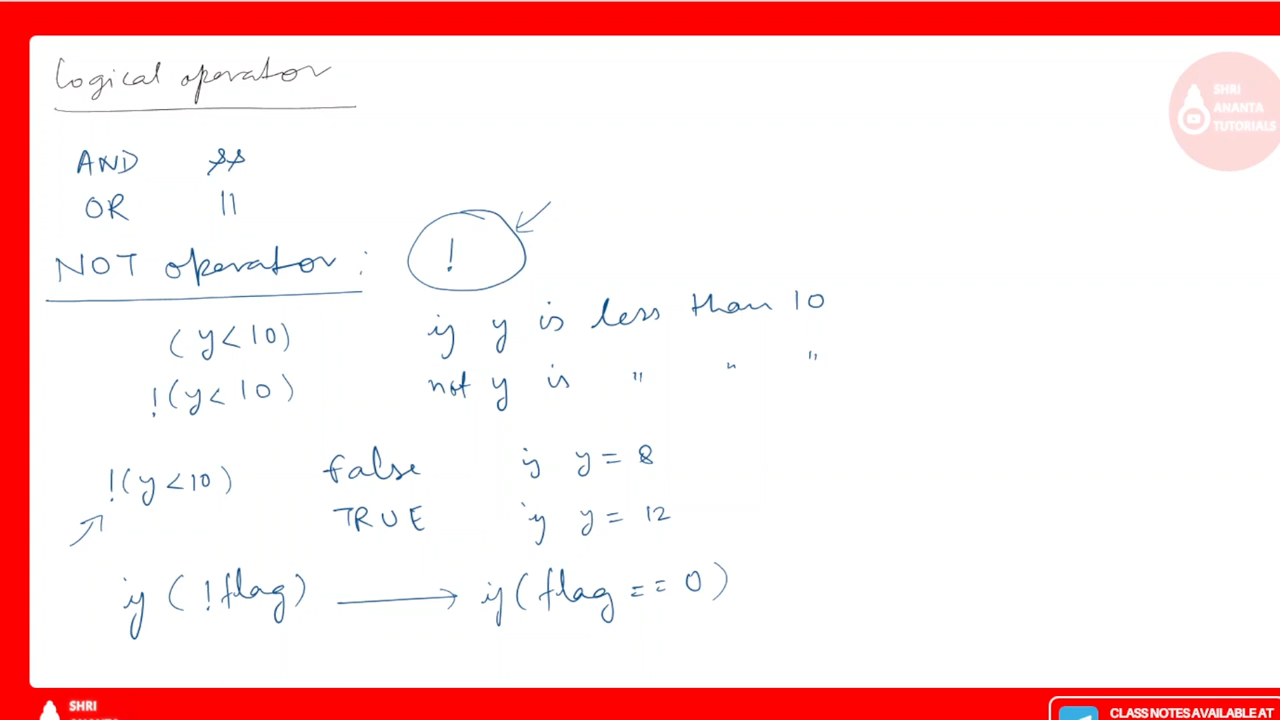 Logical operator
SHRI
ANANTA
TUTORIALS
AND &&
OR ||
NOT operator : !
(y<10) if y is less than 10
!(y<10) not y is " " "
!(y<10) false if y = 8
TRUE if y = 12
if (!flag) → if (flag == 0)
SHRI
CLASS NOTES AVAILABLE AT